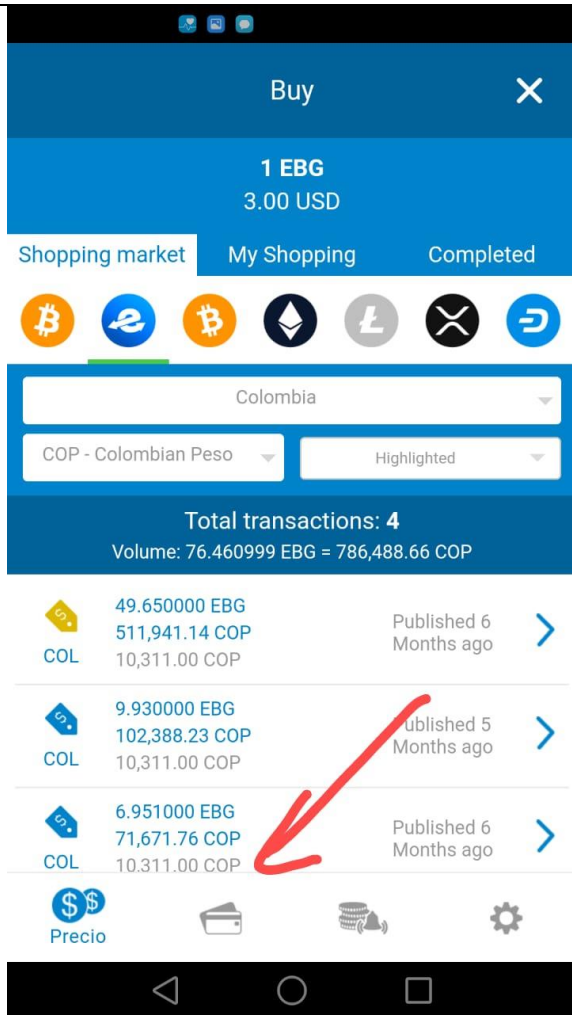 Buy
1 EBG
3.00 USD
Shopping market My Shopping Completed
Colombia
COP - Colombian Peso Highlighted
Total transactions: 4
Volume: 76.460999 EBG = 786,488.66 COP
49.650000 EBG
511,941.14 COP
10,311.00 COP
COL
Published 6
Months ago
9.930000 EBG
102,388.23 COP
10,311.00 COP
COL
Published 5
Months ago
6.951000 EBG
71,671.76 COP
10,311.00 COP
COL
Published 6
Months ago
Precio